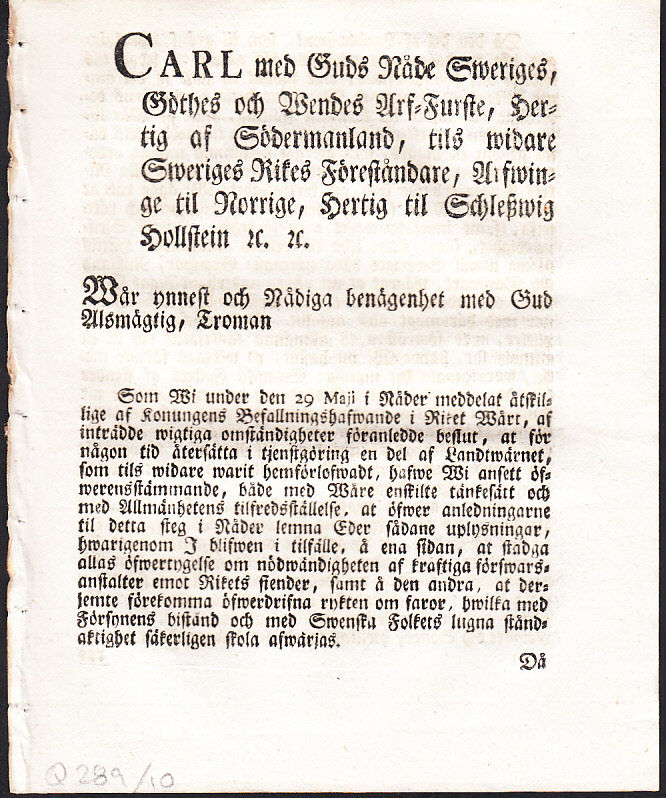 CARL med Guds Nåde Sweriges,
Göthes och Wendes Arf-Furste, Her-
tig af Södermanland, tils widare
Sweriges Rikes Föreståndare, Arfwin-
ge til Norrige, Hertig til Schleßwig
Hollstein ꝛc. ꝛc.
Wår ynnest och Nådiga benägenhet med Gud
Alsmägtig, Troman
Som Wi under den 29 Maji i Nåder meddelat åtskil-
lige af Konungens Befallningshafwande i Riket Wårt, af
inträdde wigtiga omständigheter föranledde beslut, at för
någon tid återsätta i tjenstgöring en del af Landtwärnet,
som tils widare warit hemförlofwadt, hafwe Wi ansett öf-
werensstämmande, både med Wåre enskilte tänkesätt och
med Allmänhetens tilfredsställelse, at öfwer anledningarne
til detta steg i Nåder lemna Eder sådane uplysningar,
hwarigenom I blifwen i tilfälle, å ena sidan, at stadga
allas öfwertygelse om nödwändigheten af kraftiga förswars-
anstalter emot Rikets fiender, samt å den andra, at der-
jemte förekomma öfwerdrifna rykten om faror, hwilka med
Försynens bistånd och med Swenska Folkets lugna stånd-
aktighet säkerligen skola afwärjas.
Då
Q 289/10